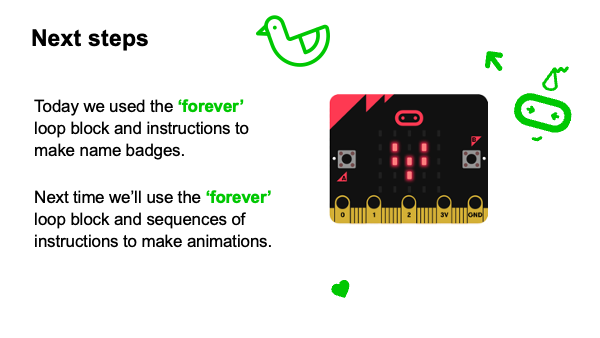 Next steps
Today we used the ‘forever’
loop block and instructions to
make name badges.
Next time we’ll use the ‘forever’
loop block and sequences of
instructions to make animations.
B
A
0 1 2 3V GND